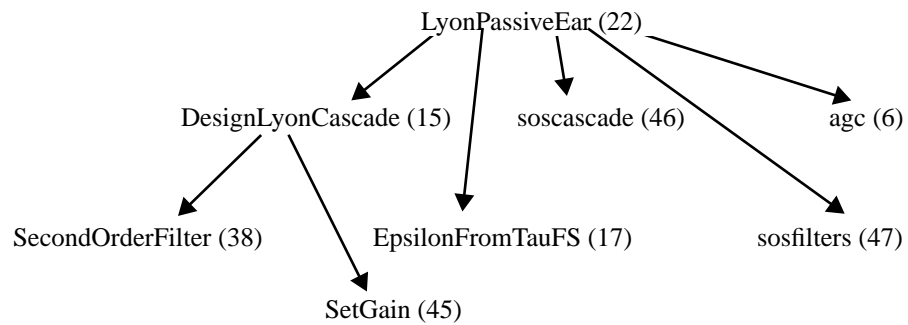 LyonPassiveEar (22)
DesignLyonCascade (15)
soscascade (46)
agc (6)
SecondOrderFilter (38)
EpsilonFromTauFS (17)
sosfilters (47)
SetGain (45)